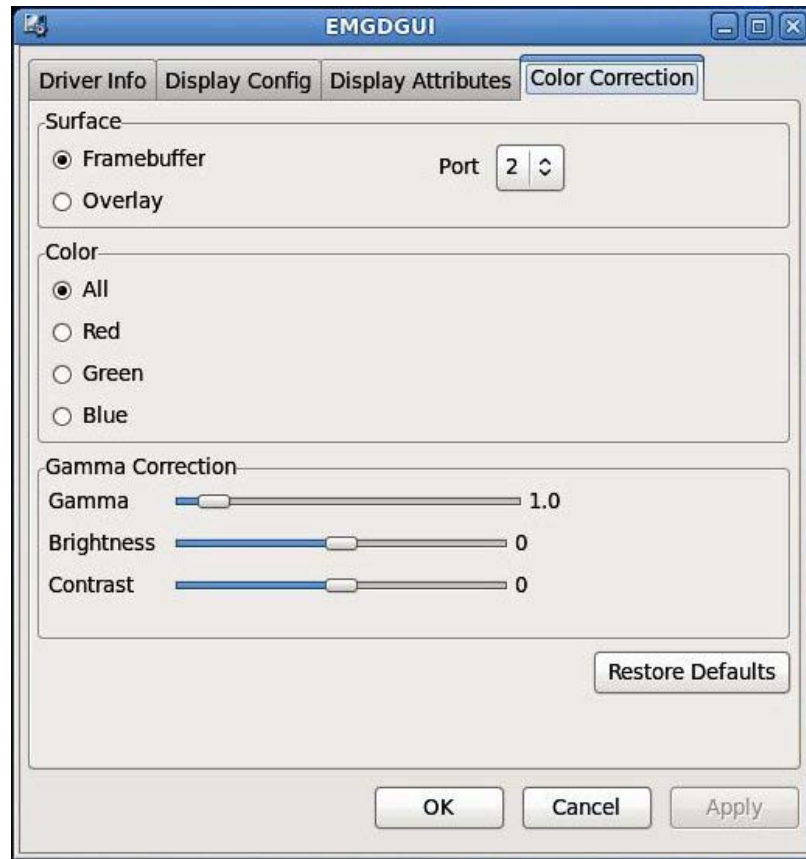 EMGDGUI
Driver Info Display Config Display Attributes Color Correction
Surface
Framebuffer
Port 2
Overlay
Color
All
Red
Green
Blue
Gamma Correction
Gamma 1.0
Brightness 0
Contrast 0
Restore Defaults
OK Cancel Apply